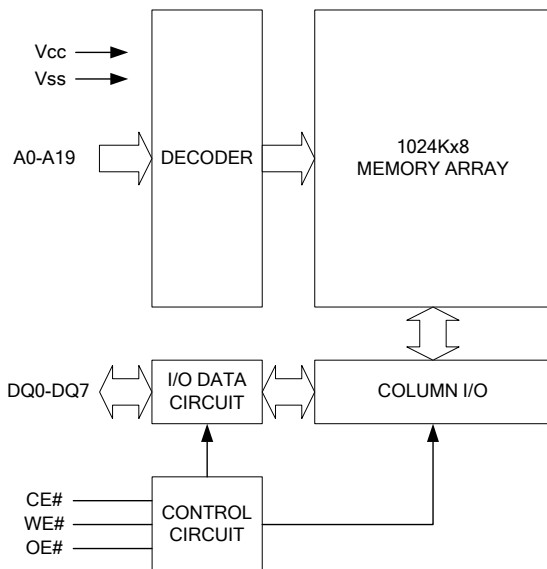 Vcc
Vss
A0-A19
DECODER
1024Kx8
MEMORY ARRAY
DQ0-DQ7
I/O DATA
CIRCUIT
COLUMN I/O
CE#
WE#
OE#
CONTROL
CIRCUIT